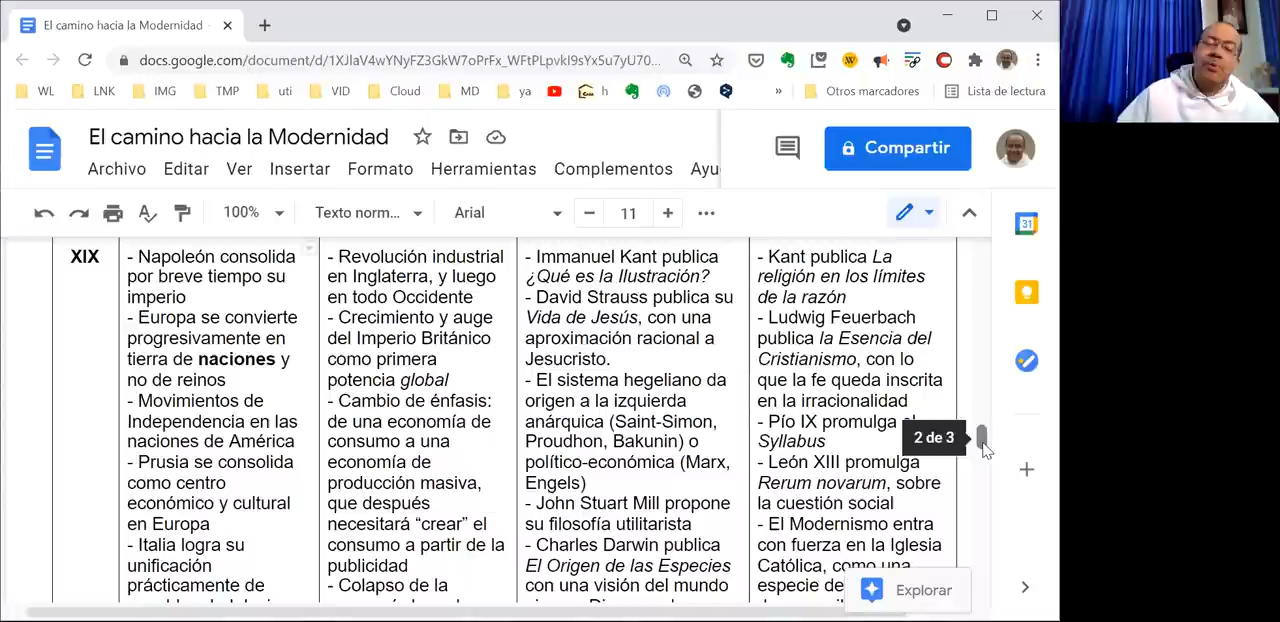 El camino hacia la Modernidad
docs.google.com/document/d/1XJlaV4wYNyFZ3GkW7oPrFx_WFtPLpvkl9sYx5u7yU70...
WL LNK IMG TMP uti VID Cloud MD ya h » Otros marcadores Lista de lectura
El camino hacia la Modernidad
Compartir
Archivo Editar Ver Insertar Formato Herramientas Complementos Ayu
100% Texto norm... Arial 11
31
XIX
- Napoleón consolida
por breve tiempo su
imperio
- Europa se convierte
progresivamente en
tierra de naciones y
no de reinos
- Movimientos de
Independencia en las
naciones de América
- Prusia se consolida
como centro
económico y cultural
en Europa
- Italia logra su
unificación
prácticamente de
- Revolución industrial
en Inglaterra, y luego
en todo Occidente
- Crecimiento y auge
del Imperio Británico
como primera
potencia global
- Cambio de énfasis:
de una economía de
consumo a una
economía de
producción masiva,
que después
necesitará “crear” el
consumo a partir de la
publicidad
- Colapso de la
- Immanuel Kant publica
¿Qué es la Ilustración?
- David Strauss publica su
Vida de Jesús, con una
aproximación racional a
Jesucristo.
- El sistema hegeliano da
origen a la izquierda
anárquica (Saint-Simon,
Proudhon, Bakunin) o
político-económica (Marx,
Engels)
- John Stuart Mill propone
su filosofía utilitarista
- Charles Darwin publica
El Origen de las Especies
con una visión del mundo
- Kant publica La
religión en los límites
de la razón
- Ludwig Feuerbach
publica la Esencia del
Cristianismo, con lo
que la fe queda inscrita
en la irracionalidad
- Pío IX promulga
Syllabus
- León XIII promulga
Rerum novarum, sobre
la cuestión social
- El Modernismo entra
con fuerza en la Iglesia
Católica, como una
especie de
2 de 3
Explorar